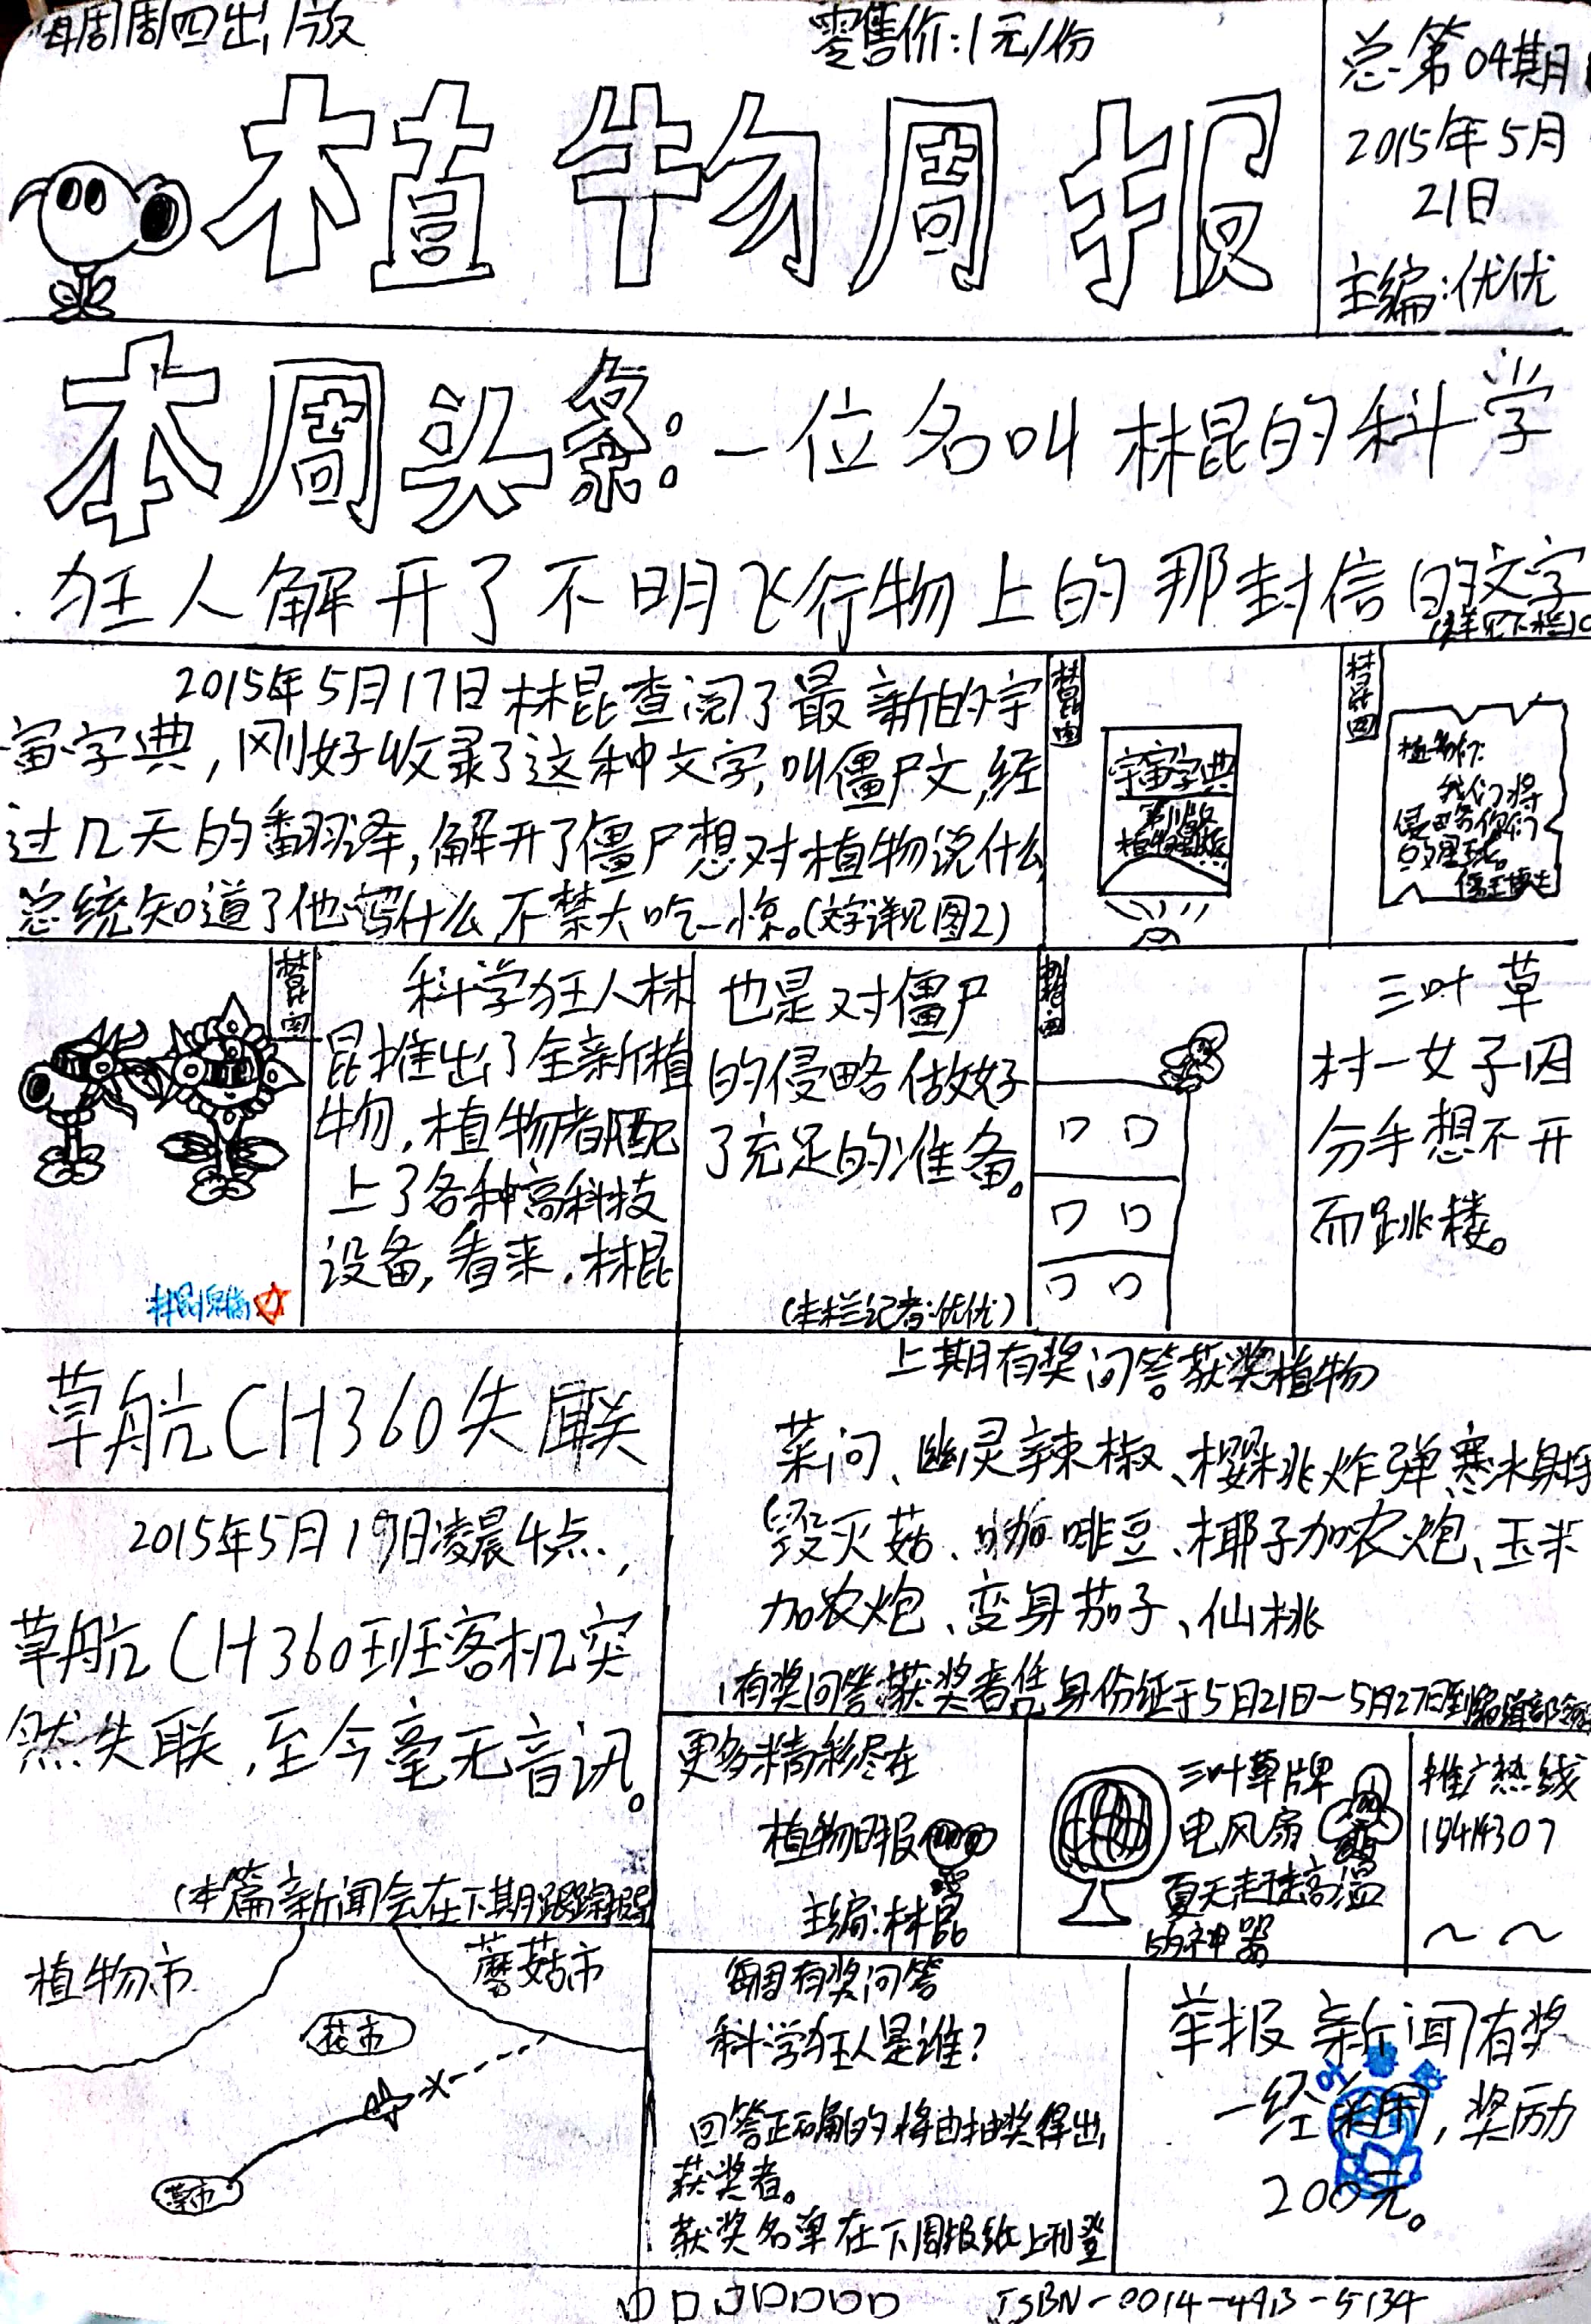 每周周四出版
零售价:1元/份
植物周报
总第04期
2015年5月
21日
主编:优优
本周头条:一位名叫林昆的科学
狂人解开了不明飞行物上的那封信的文字
(详见下栏)
2015年5月17日林昆查阅了最新的宇
宙字典,刚好收录了这种文字,叫僵尸文,经
过几天的翻译,解开了僵尸想对植物说什么,
总统知道了他写什么,不禁大吃一惊。(文字详见图2)
林昆图
宇宙字典
第11版
林昆图
植物们:
我们将
侵略你们
的星球。
僵王博士
林昆图
科学狂人林
昆推出了全新植
物,植物都配
上了各种高科技
设备,看来,林昆
也是对僵尸
的侵略做好
了充足的准备。
(本栏记者:优优)
三叶草
村一女子因
分手想不开
而跳楼。
草航CH360失联
2015年5月19日凌晨4点,
草航CH360班客机突
然失联,至今毫无音讯。
(本篇新闻会在下期跟踪报导
植物市
蘑菇市
花市
草市
上期有奖问答获奖植物
菜问、幽灵辣椒、樱桃炸弹、寒冰射手
毁灭菇、咖啡豆、椰子加农炮、玉米
加农炮、变身茄子、仙桃
(有奖问答获奖者凭身份证于5月21日-5月27日到报道部领
更多精彩尽在
植物日报
主编:林昆
三叶草牌
电风扇
夏天赶走高温
的神器
推广热线
1844307
每周有奖问答
科学狂人是谁?
回答正确的将由抽奖得出
获奖者。
获奖名单在下周报纸上刊登
举报新闻有奖
一经采用,奖励
200元。
ISBN-0014-4913-5134